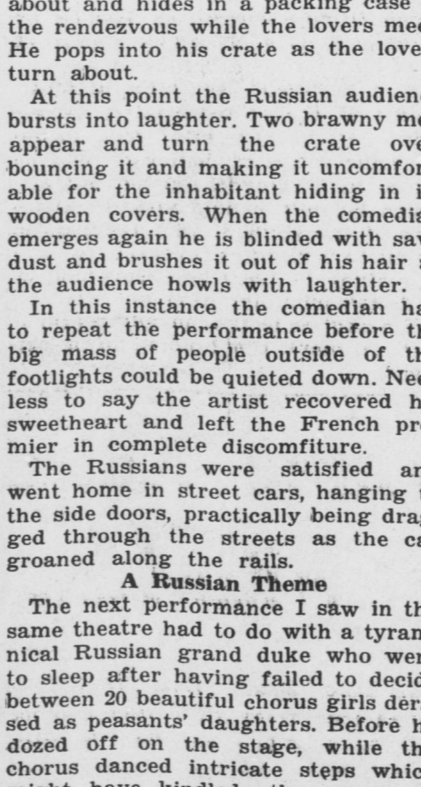 about and hides in a packing case
the rendezvous while the lovers mee
He pops into his crate as the love
turn about.
At this point the Russian audien
bursts into laughter. Two brawny me
appear and turn the crate ove
bouncing it and making it uncomfor
able for the inhabitant hiding in i
wooden covers. When the comedia
emerges again he is blinded with saw
dust and brushes it out of his hair a
the audience howls with laughter.
In this instance the comedian ha
to repeat the performance before th
big mass of people outside of th
footlights could be quieted down. Nee
less to say the artist recovered h
sweetheart and left the French pr
mier in complete discomfiture.
The Russians were satisfied an
went home in street cars, hanging
the side doors, practically being drag
ged through the streets as the ca
groaned along the rails.
A Russian Theme
The next performance I saw in th
same theatre had to do with a tyran
nical Russian grand duke who wen
to sleep after having failed to decid
between 20 beautiful chorus girls der
sed as peasants' daughters. Before h
dozed off on the stage, while th
chorus danced intricate steps whic
might have kindled